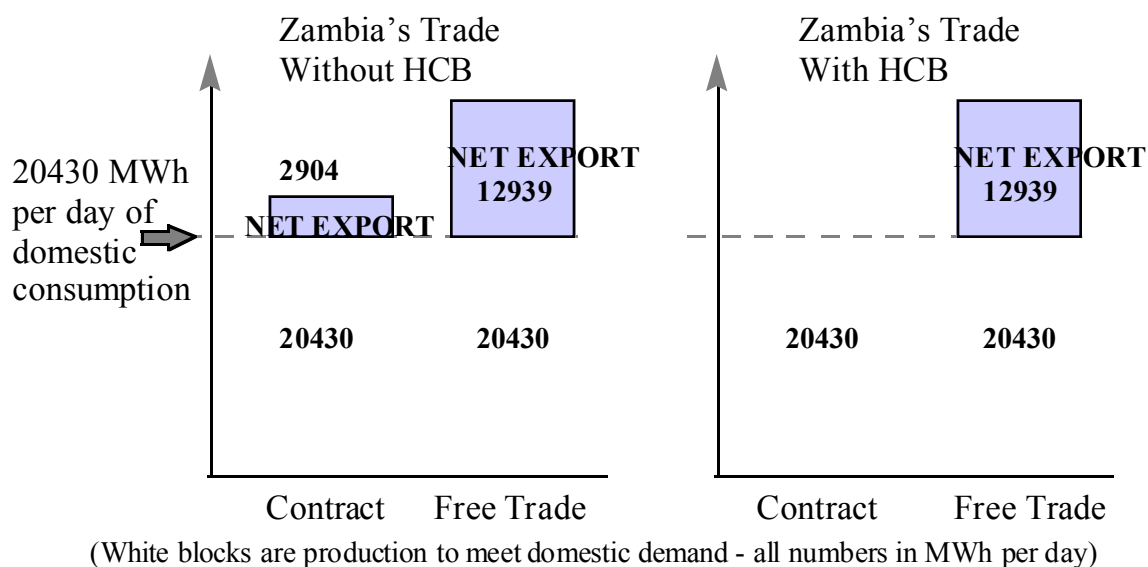 Zambia's Trade
Without HCB
Zambia's Trade
With HCB
20430 MWh
per day of
domestic
consumption
2904
NET EXPORT
NET EXPORT
12939
20430
20430
NET EXPORT
12939
20430
20430
Contract
Free Trade
Contract
Free Trade
(White blocks are production to meet domestic demand - all numbers in MWh per day)